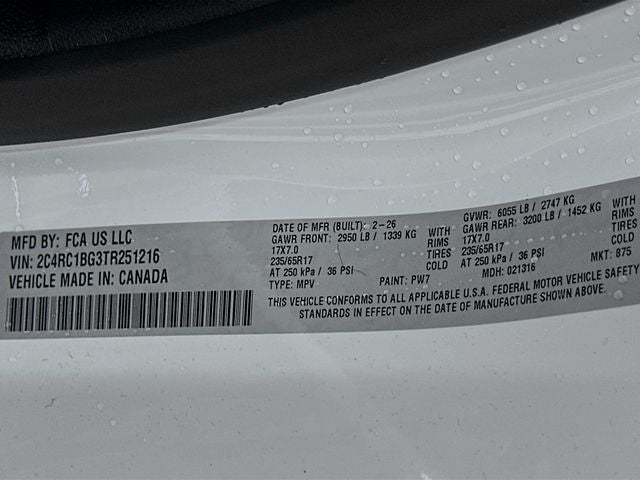 MFD BY: FCA US LLC
VIN: 2C4RC1BG3TR251216
VEHICLE MADE IN: CANADA
DATE OF MFR (BUILT): 2-26
GAWR FRONT: 2950 LB / 1339 KG WITH
17X7.0 RIMS
235/65R17 TIRES
AT 250 kPa / 36 PSI COLD
TYPE: MPV PAINT: PW7
GVWR: 6055 LB / 2747 KG
GAWR REAR: 3200 LB / 1452 KG WITH
17X7.0 RIMS
235/65R17 TIRES
AT 250 kPa / 36 PSI COLD
MDH: 021316 MKT: 875
THIS VEHICLE CONFORMS TO ALL APPLICABLE U.S.A. FEDERAL MOTOR VEHICLE SAFETY
STANDARDS IN EFFECT ON THE DATE OF MANUFACTURE SHOWN ABOVE.